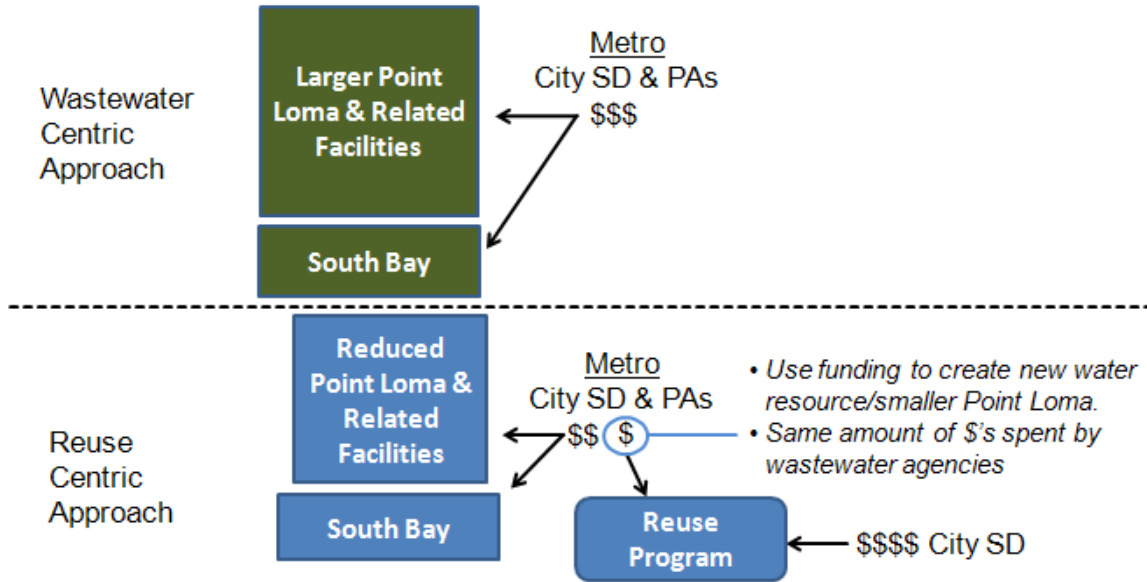 Wastewater
Centric
Approach
Larger Point
Loma & Related
Facilities
South Bay
Metro
City SD & PAs
$$$
Reuse
Centric
Approach
Reduced
Point Loma &
Related
Facilities
South Bay
Metro
City SD & PAs
$$ $
• Use funding to create new water
resource/smaller Point Loma.
• Same amount of $'s spent by
wastewater agencies
Reuse
Program
$$$$ City SD